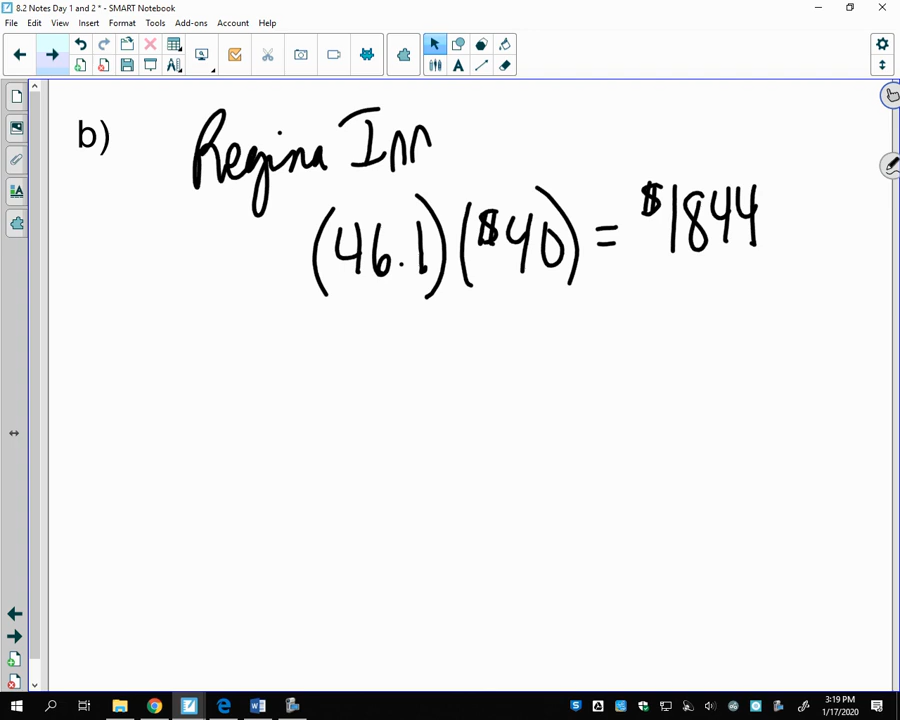 8.2 Notes Day 1 and 2 * - SMART Notebook
File Edit View Insert Format Tools Add-ons Account Help
b) Regina Inn
(46.1)($40) = $1844
3:19 PM
1/17/2020